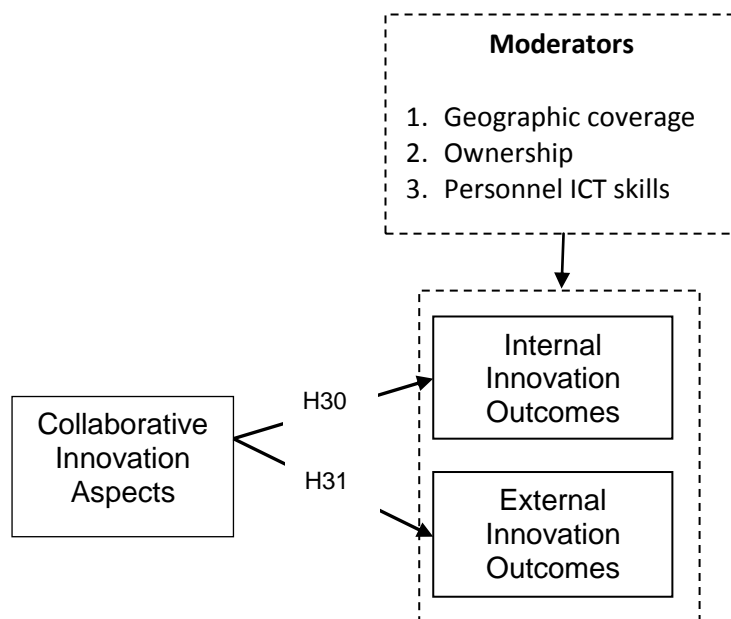 Moderators
1. Geographic coverage
2. Ownership
3. Personnel ICT skills
Internal
Innovation
Outcomes
H30
Collaborative
Innovation
Aspects
H31
External
Innovation
Outcomes